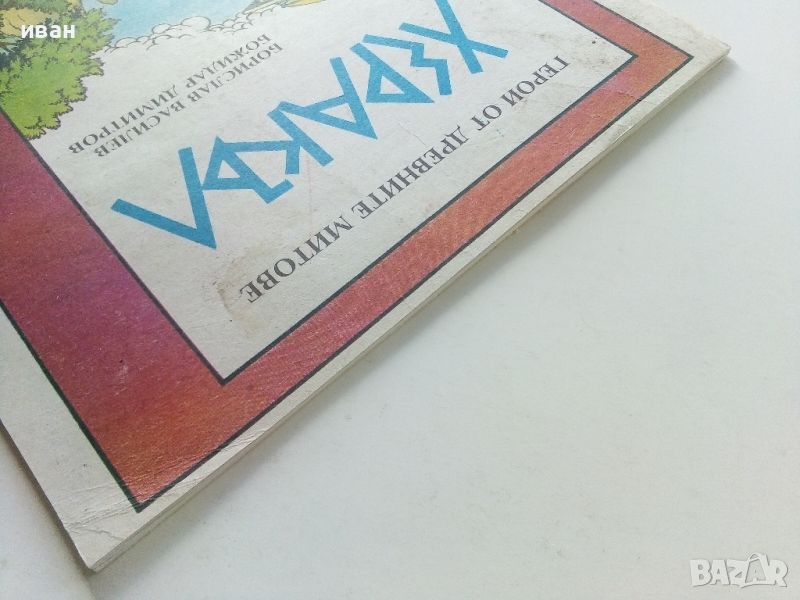 иван
ГЕРОИ ОТ ДРЕВНИТЕ МИТОВЕ
ХЕРАКЪЛ
БОРИСЛАВ ВАСИЛЕВ
БОЖИДАР ДИМИТРОВ
BAZAR